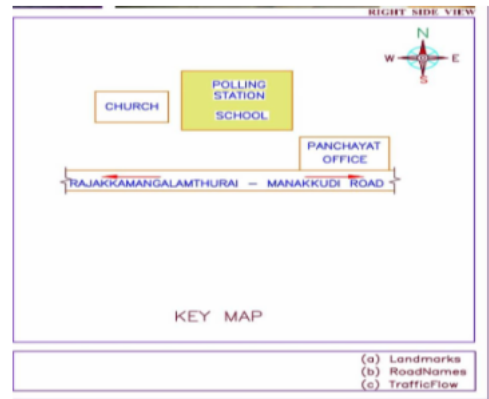 RIGHT SIDE VIEW
N
W
E
S
POLLING
STATION
SCHOOL
CHURCH
PANCHAYAT
OFFICE
RAJAKKAMANGALAMTHURAI – MANAKKUDI ROAD
KEY MAP
(a) Landmarks
(b) RoadNames
(c) TrafficFlow